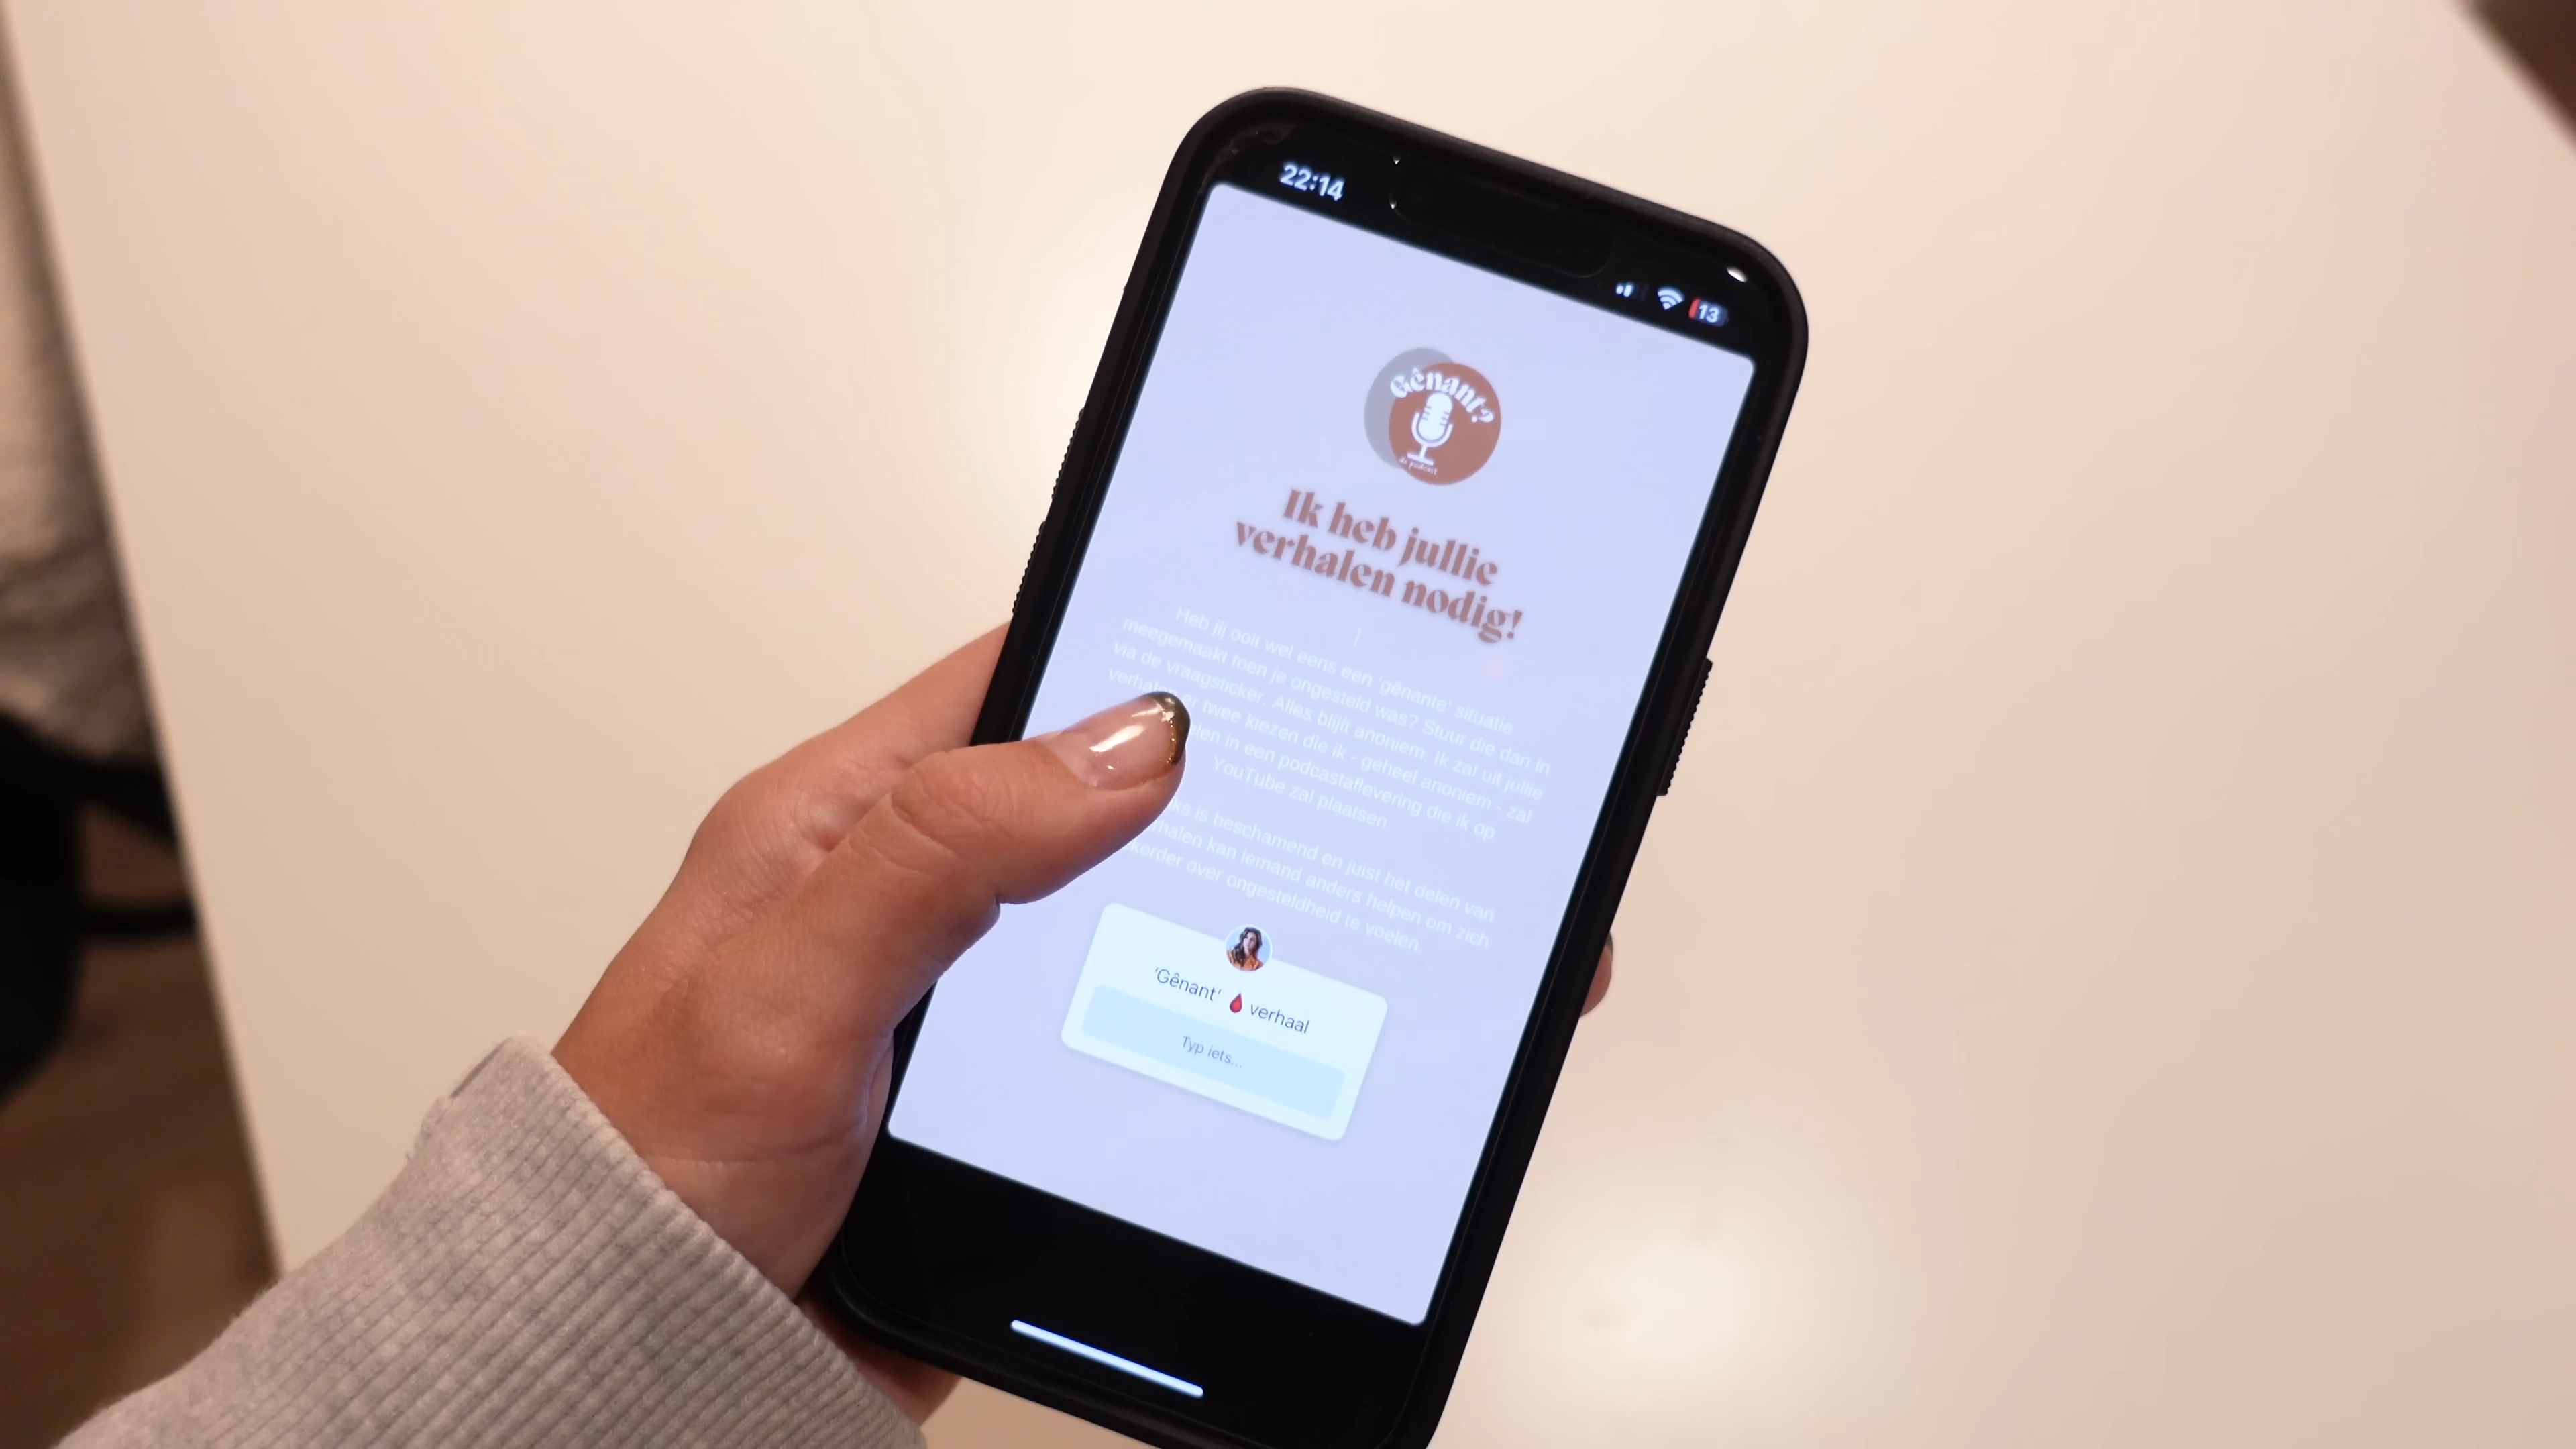 22:14
13
Gênant?
de podcast
Ik heb jullie
verhalen nodig!
Heb jij ooit wel eens een 'gênante' situatie
meegemaakt toen je ongesteld was? Stuur die dan in
via de vraagsticker. Alles blijft anoniem. Ik zal uit jullie
twee kiezen die ik - geheel anoniem - zal
in een podcastaflevering die ik op
YouTube zal plaatsen.
is beschamend en juist het delen van
kan iemand anders helpen om zich
over ongesteldheid te voelen.
'Gênant' 🩸 verhaal
Typ iets...